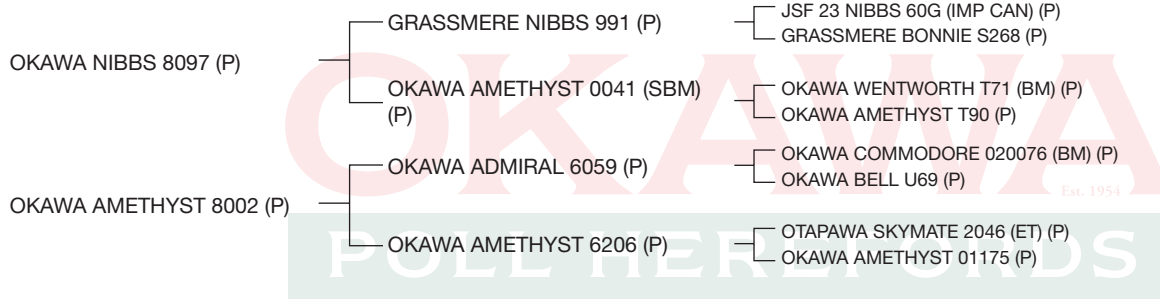 JSF 23 NIBBS 60G (IMP CAN) (P)
GRASSMERE NIBBS 991 (P)
GRASSMERE BONNIE S268 (P)
OKAWA NIBBS 8097 (P)
OKAWA AMETHYST 0041 (SBM)
(P)
OKAWA WENTWORTH T71 (BM) (P)
OKAWA AMETHYST T90 (P)
OKAWA ADMIRAL 6059 (P)
OKAWA COMMODORE 020076 (BM) (P)
OKAWA BELL U69 (P)
OKAWA AMETHYST 8002 (P)
OKAWA AMETHYST 6206 (P)
OTAPAWA SKYMATE 2046 (ET) (P)
OKAWA AMETHYST 01175 (P)
OKAWA
Est. 1954
POLL HEREFORDS